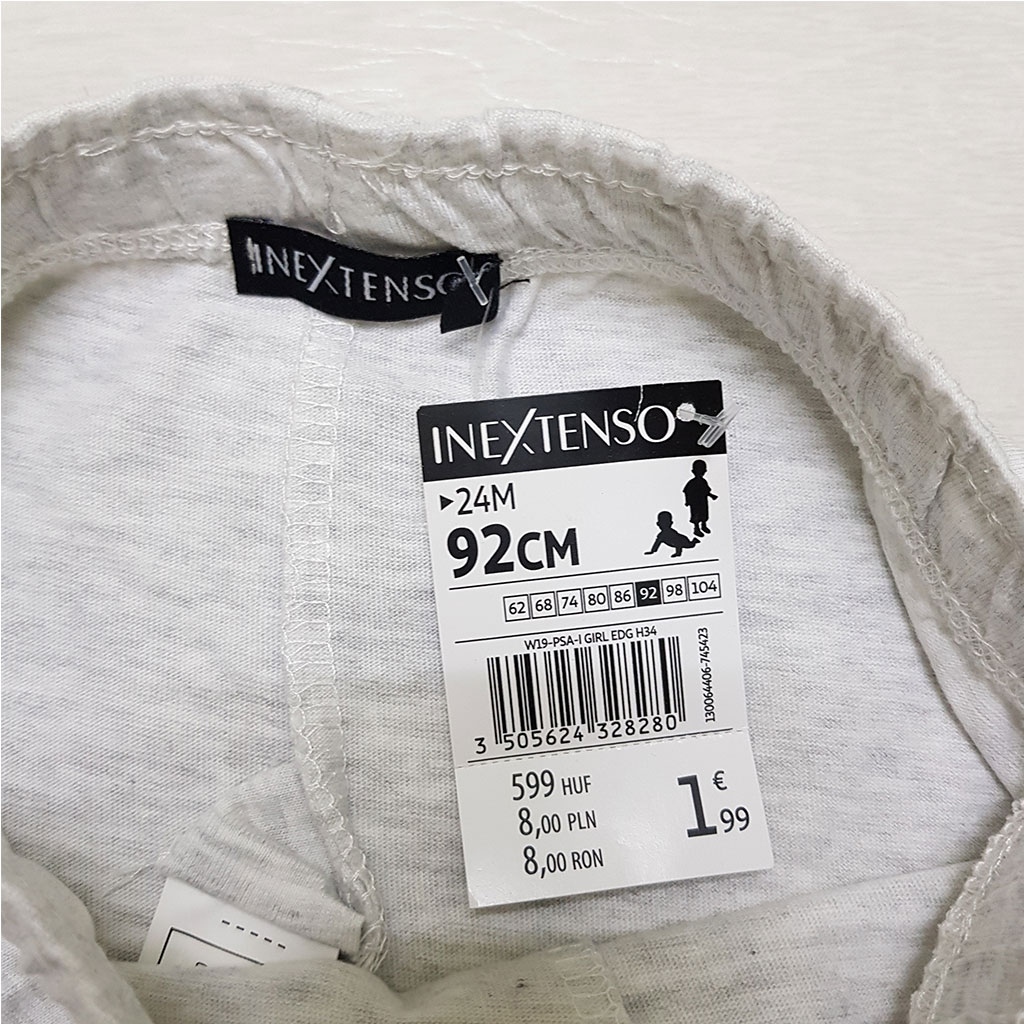 INEXTENSO
INEXTENSO
▸24M
92CM
62 68 74 80 86 92 98 104
W19-PSA-I GIRL EDG H34
130064406-745423
3 505624 328280
599 HUF
8,00 PLN
8,00 RON
1€99